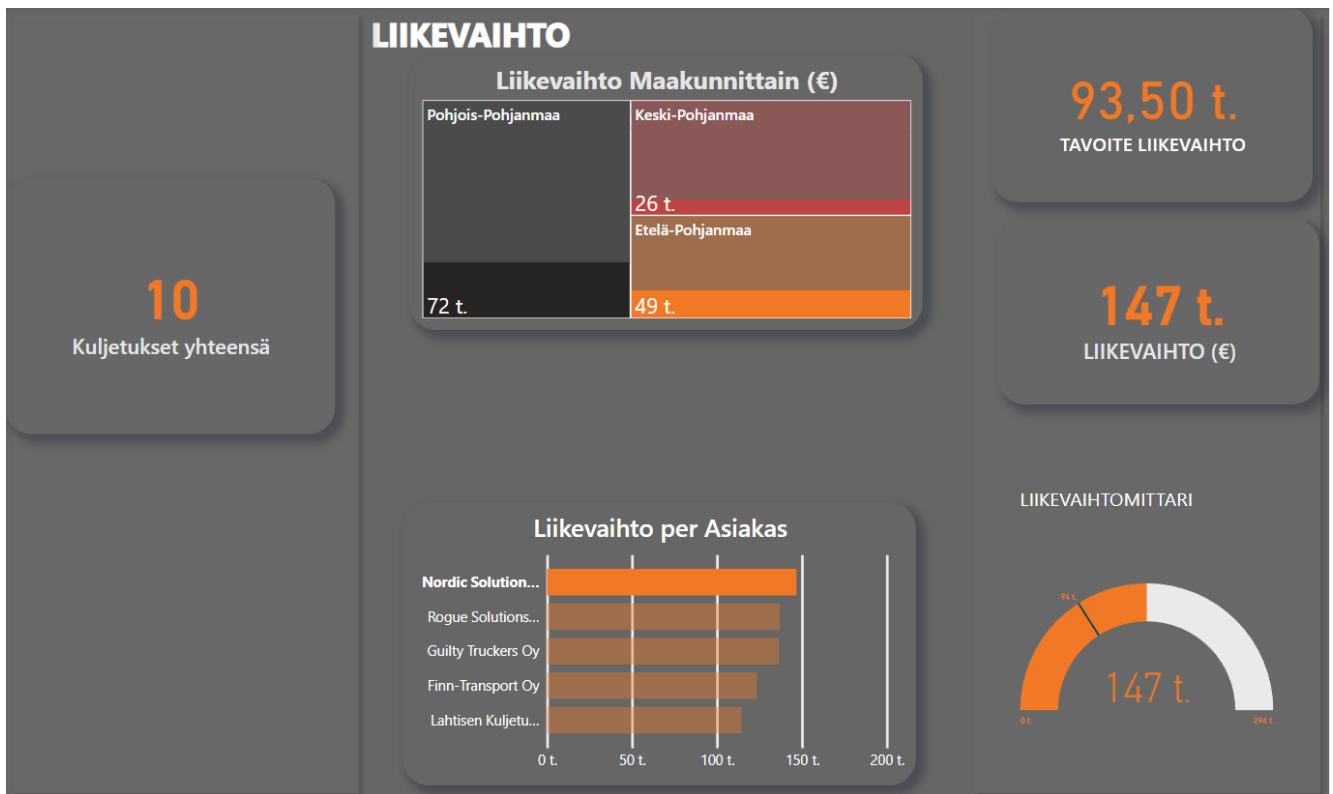 LIIKEVAIHTO
Liikevaihto Maakunnittain (€)
Pohjois-Pohjanmaa
72 t.
Keski-Pohjanmaa
26 t.
Etelä-Pohjanmaa
49 t.
93,50 t.
TAVOITE LIIKEVAIHTO
10
Kuljetukset yhteensä
147 t.
LIIKEVAIHTO (€)
Liikevaihto per Asiakas
Nordic Solution...
Rogue Solutions...
Guilty Truckers Oy
Finn-Transport Oy
Lahtisen Kuljetu...
0 t. 50 t. 100 t. 150 t. 200 t.
LIIKEVAIHTOMITTARI
94 t.
147 t.
0 t. 294 t.